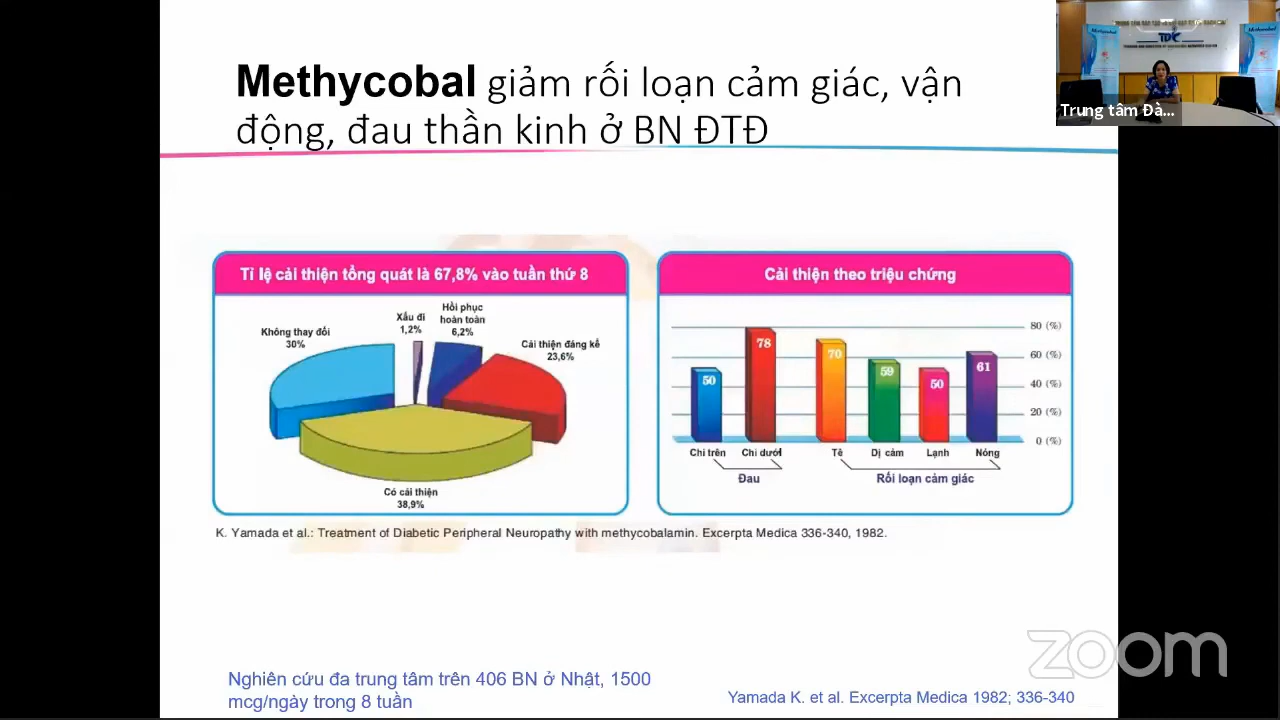 Methycobal giảm rối loạn cảm giác, vận
động, đau thần kinh ở BN ĐTĐ
Methycobal
TDC
Methycobal
Trung tâm Đà...
Tỉ lệ cải thiện tổng quát là 67,8% vào tuần thứ 8
Không thay đổi
30%
Xấu đi
1,2%
Hồi phục
hoàn toàn
6,2%
Cải thiện đáng kể
23,6%
Có cải thiện
38,9%
Cải thiện theo triệu chứng
80 (%)
60 (%)
40 (%)
20 (%)
0 (%)
50
78
70
59
50
61
Chi trên
Chi dưới
Tê
Dị cảm
Lạnh
Nóng
Đau
Rối loạn cảm giác
K. Yamada et al.: Treatment of Diabetic Peripheral Neuropathy with methycobalamin. Excerpta Medica 336-340, 1982.
Nghiên cứu đa trung tâm trên 406 BN ở Nhật, 1500
mcg/ngày trong 8 tuần
Yamada K. et al. Excerpta Medica 1982; 336-340
zoom